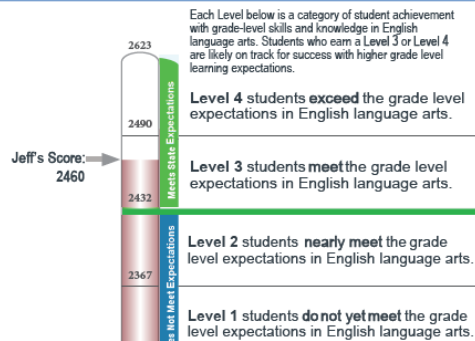 Each Level below is a category of student achievement
with grade-level skills and knowledge in English
language arts. Students who earn a Level 3 or Level 4
are likely on track for success with higher grade level
learning expectations.
2623
Level 4 students exceed the grade level
expectations in English language arts.
2490
Meets State Expectations
Jeff's Score:
2460
Level 3 students meet the grade level
expectations in English language arts.
2432
Level 2 students nearly meet the grade
level expectations in English language arts.
2367
Not Meet Expectations
Level 1 students do not yet meet the grade
level expectations in English language arts.